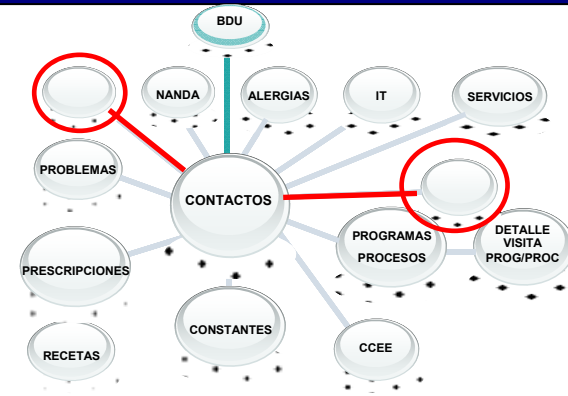 BDU
NANDA
ALERGIAS
IT
SERVICIOS
PROBLEMAS
CONTACTOS
PROGRAMAS
PROCESOS
DETALLE
VISITA
PROG/PROC
PRESCRIPCIONES
CONSTANTES
RECETAS
CCEE